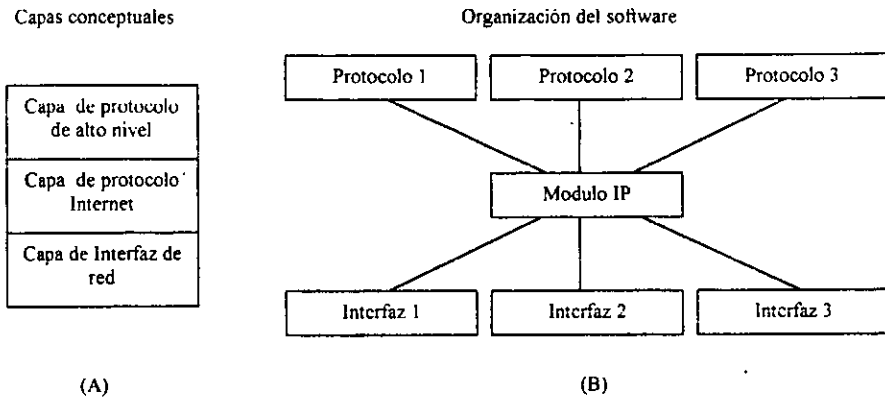 Capas conceptuales
Organización del software
Capa de protocolo
de alto nivel
Capa de protocolo
Internet
Capa de Interfaz de
red
Protocolo 1
Protocolo 2
Protocolo 3
Modulo IP
Interfaz 1
Interfaz 2
Interfaz 3
(A)
(B)